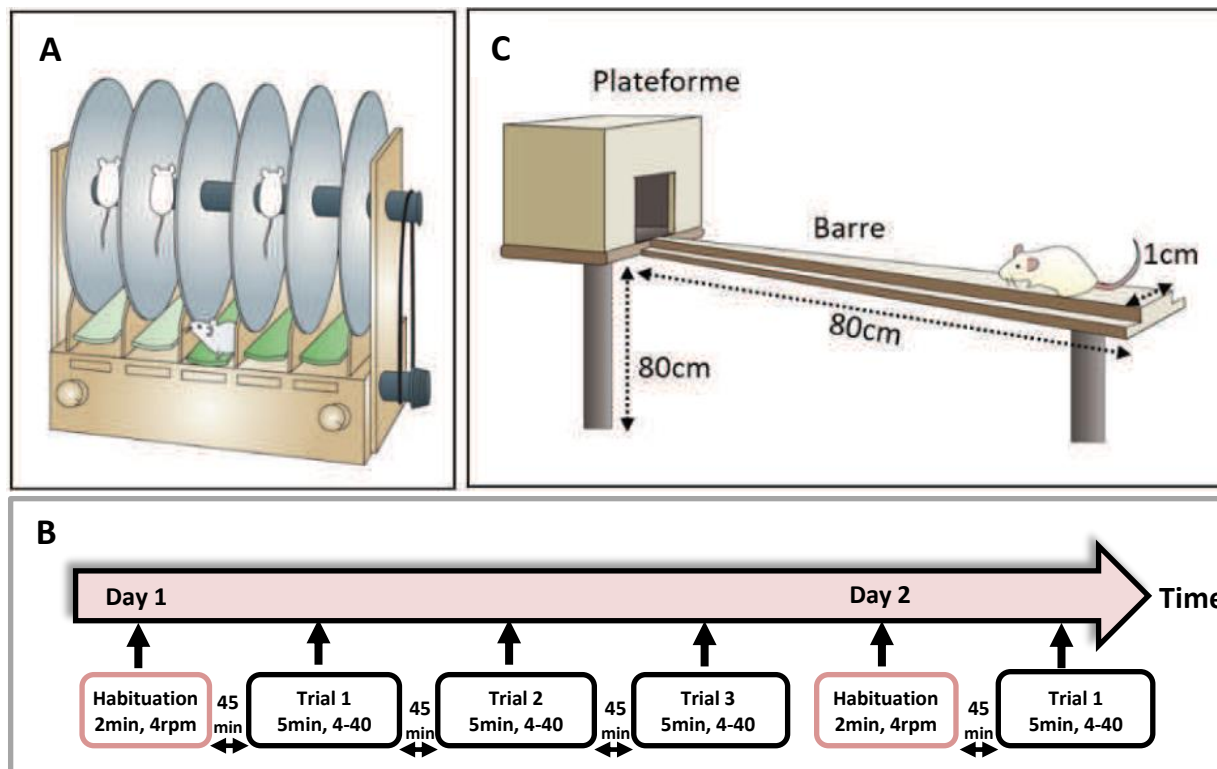 A
C
Plateforme
Barre
1cm
80cm
80cm
B
Day 1
Day 2
Time
Habituation
2min, 4rpm
45
min
Trial 1
5min, 4-40
45
min
Trial 2
5min, 4-40
45
min
Trial 3
5min, 4-40
Habituation
2min, 4rpm
45
min
Trial 1
5min, 4-40